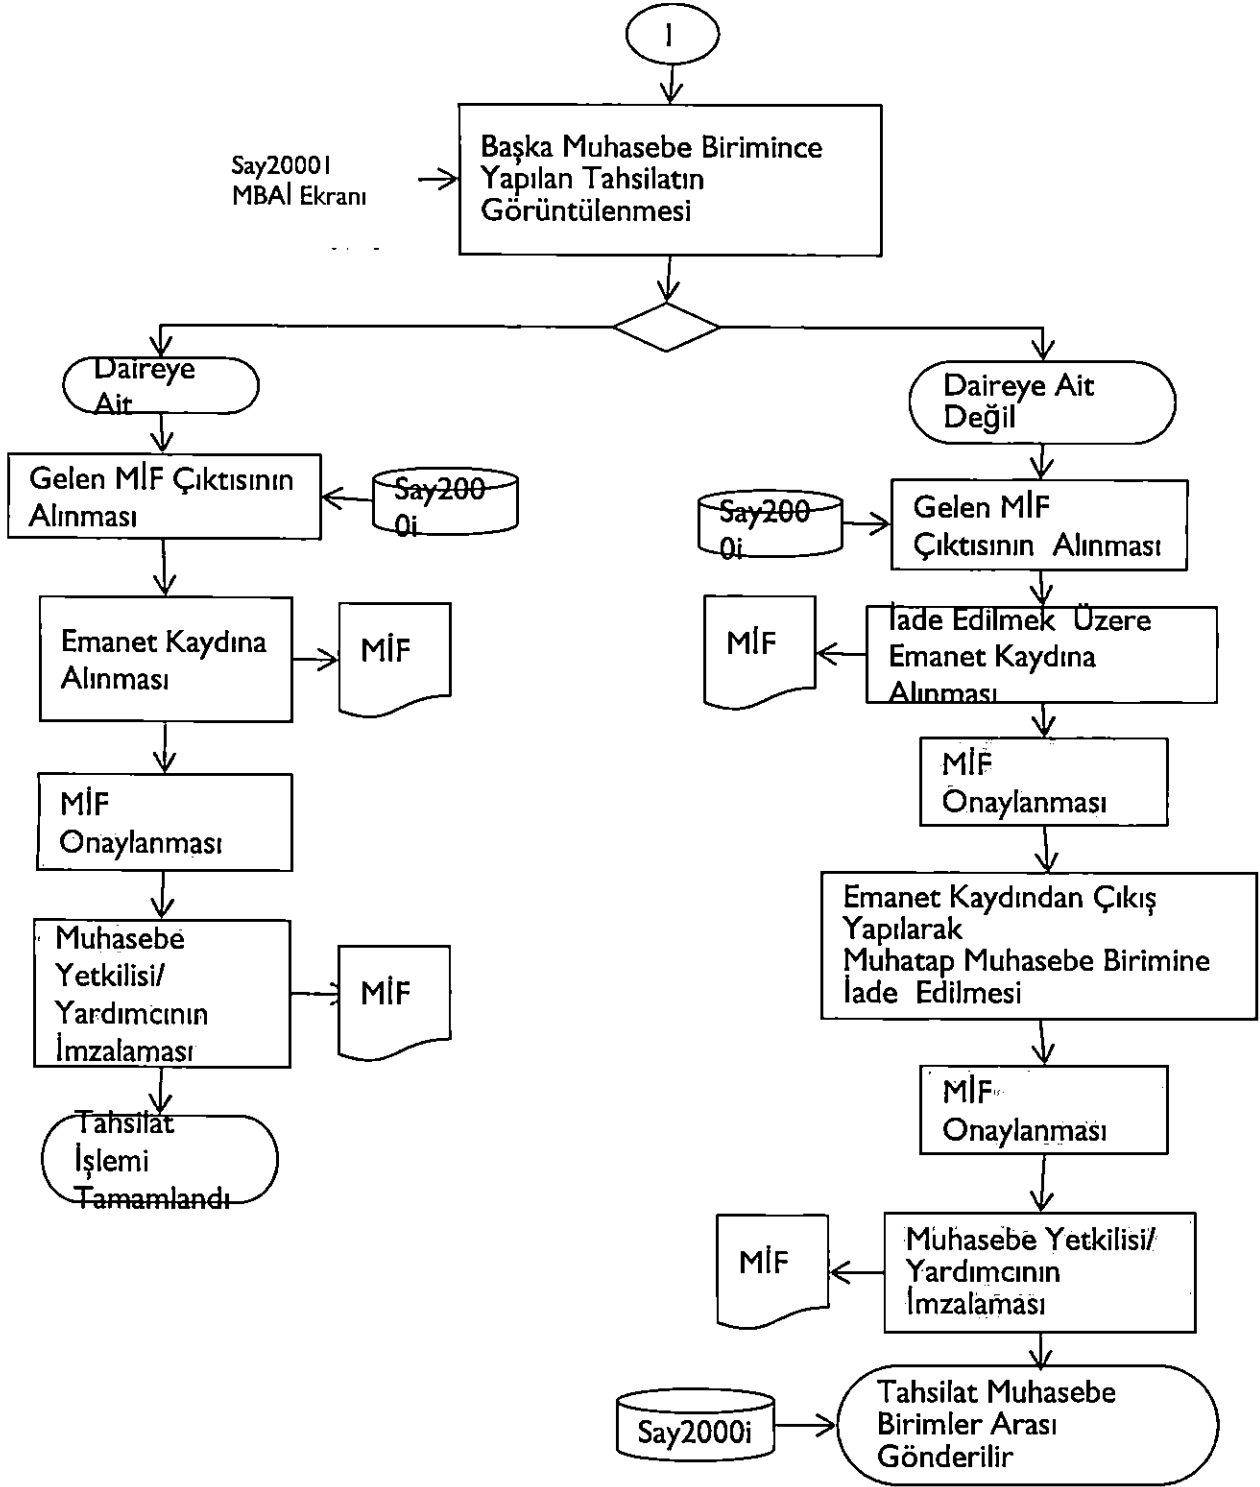 1
Başka Muhasebe Birimince
Yapılan Tahsilatın
Görüntülenmesi
Say20001
MBAİ Ekranı
Daireye
Ait
Gelen MİF Çıktısının
Alınması
Say200
0i
Emanet Kaydına
Alınması
MİF
MİF
Onaylanması
Muhasebe
Yetkilisi/
Yardımcının
İmzalaması
MİF
Tahsilat
İşlemi
Tamamlandı
Daireye Ait
Değil
Say200
0i
Gelen MİF
Çıktısının Alınması
MİF
İade Edilmek Üzere
Emanet Kaydına
Alınması
MİF
Onaylanması
Emanet Kaydından Çıkış
Yapılarak
Muhatap Muhasebe Birimine
İade Edilmesi
MİF
Onaylanması
MİF
Muhasebe Yetkilisi/
Yardımcının
İmzalaması
Say2000i
Tahsilat Muhasebe
Birimler Arası
Gönderilir